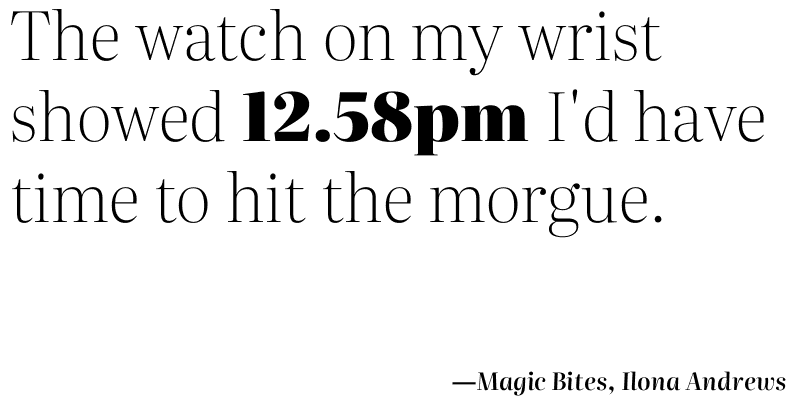 The watch on my wrist
showed 12.58pm I'd have
time to hit the morgue.
—Magic Bites, Ilona Andrews